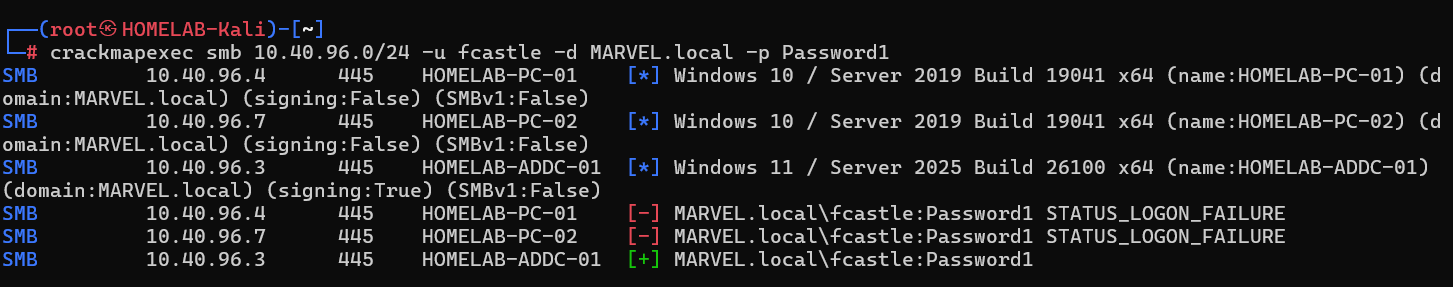 ┌──(root㉿HOMELAB-Kali)-[~]
└─# crackmapexec smb 10.40.96.0/24 -u fcastle -d MARVEL.local -p Password1
SMB         10.40.96.4      445    HOMELAB-PC-01    [*] Windows 10 / Server 2019 Build 19041 x64 (name:HOMELAB-PC-01) (d
omain:MARVEL.local) (signing:False) (SMBv1:False)
SMB         10.40.96.7      445    HOMELAB-PC-02    [*] Windows 10 / Server 2019 Build 19041 x64 (name:HOMELAB-PC-02) (d
omain:MARVEL.local) (signing:False) (SMBv1:False)
SMB         10.40.96.3      445    HOMELAB-ADDC-01  [*] Windows 11 / Server 2025 Build 26100 x64 (name:HOMELAB-ADDC-01)
(domain:MARVEL.local) (signing:True) (SMBv1:False)
SMB         10.40.96.4      445    HOMELAB-PC-01    [-] MARVEL.local\fcastle:Password1 STATUS_LOGON_FAILURE
SMB         10.40.96.7      445    HOMELAB-PC-02    [-] MARVEL.local\fcastle:Password1 STATUS_LOGON_FAILURE
SMB         10.40.96.3      445    HOMELAB-ADDC-01  [+] MARVEL.local\fcastle:Password1